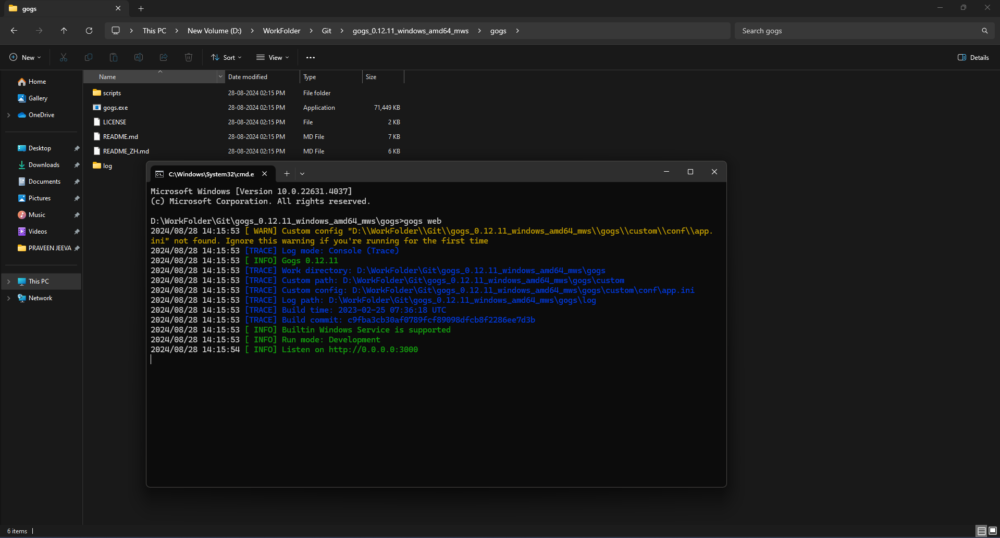 gogs
This PC
New Volume (D:)
WorkFolder
Git
gogs_0.12.11_windows_amd64_mws
gogs
Search gogs
New
Sort
View
Details
Name
Date modified
Type
Size
Home
Gallery
OneDrive
Desktop
Downloads
Documents
Pictures
Music
Videos
PRAVEEN JEEVA
This PC
Network
scripts 28-08-2024 02:15 PM File folder
gogs.exe 28-08-2024 02:15 PM Application 71,449 KB
LICENSE 28-08-2024 02:15 PM File 2 KB
README.md 28-08-2024 02:15 PM MD File 7 KB
README_ZH.md 28-08-2024 02:15 PM MD File 6 KB
log
C:\Windows\System32\cmd.e
Microsoft Windows [Version 10.0.22631.4037]
(c) Microsoft Corporation. All rights reserved.
D:\WorkFolder\Git\gogs_0.12.11_windows_amd64_mws\gogs>gogs web
2024/08/28 14:15:53 [ WARN] Custom config "D:\\WorkFolder\\Git\\gogs_0.12.11_windows_amd64_mws\\gogs\\custom\\conf\\app.
ini" not found. Ignore this warning if you're running for the first time
2024/08/28 14:15:53 [TRACE] Log mode: Console (Trace)
2024/08/28 14:15:53 [ INFO] Gogs 0.12.11
2024/08/28 14:15:53 [TRACE] Work directory: D:\WorkFolder\Git\gogs_0.12.11_windows_amd64_mws\gogs
2024/08/28 14:15:53 [TRACE] Custom path: D:\WorkFolder\Git\gogs_0.12.11_windows_amd64_mws\gogs\custom
2024/08/28 14:15:53 [TRACE] Custom config: D:\WorkFolder\Git\gogs_0.12.11_windows_amd64_mws\gogs\custom\conf\app.ini
2024/08/28 14:15:53 [TRACE] Log path: D:\WorkFolder\Git\gogs_0.12.11_windows_amd64_mws\gogs\log
2024/08/28 14:15:53 [TRACE] Build time: 2023-02-25 07:36:18 UTC
2024/08/28 14:15:53 [TRACE] Build commit: c9fba3cb30af0789fcf89098dfcb8f2286ee7d3b
2024/08/28 14:15:53 [ INFO] Builtin Windows Service is supported
2024/08/28 14:15:53 [ INFO] Run mode: Development
2024/08/28 14:15:54 [ INFO] Listen on http://0.0.0.0:3000
6 items